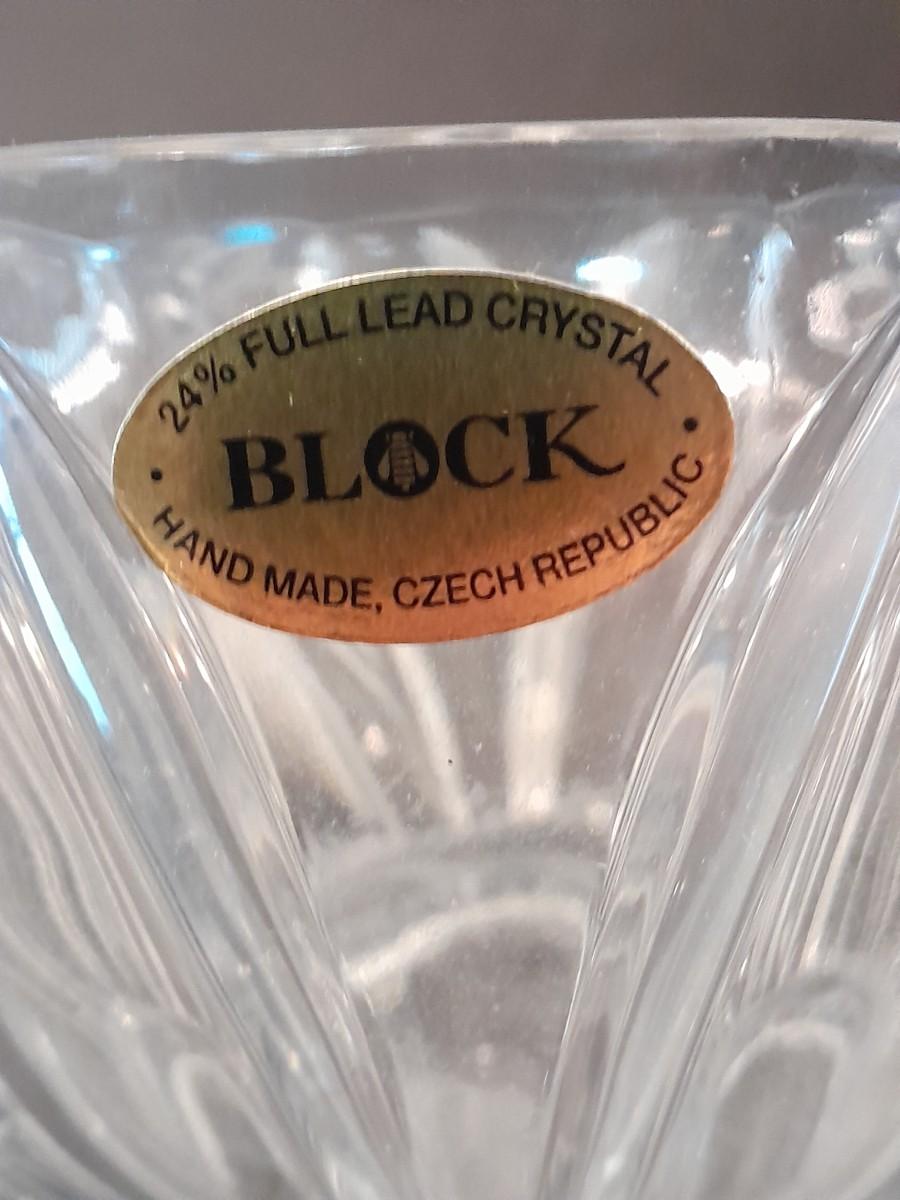 24% FULL LEAD CRYSTAL
BLOCK
HAND MADE, CZECH REPUBLIC